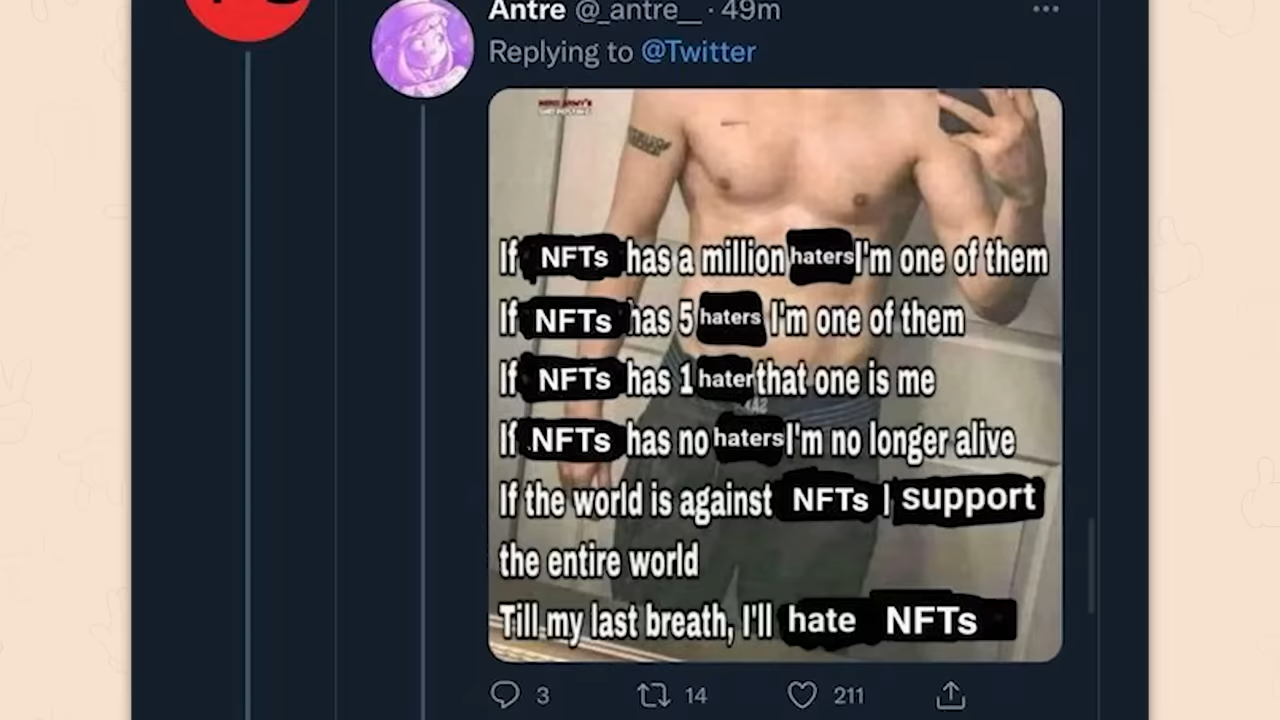 Antre @_antre__ · 49m
Replying to @Twitter
If NFTs has a million haters I'm one of them
If NFTs has 5 haters I'm one of them
If NFTs has 1 hater that one is me
If NFTs has no haters I'm no longer alive
If the world is against NFTs I support
the entire world
Till my last breath, I'll hate NFTs
3 14 211